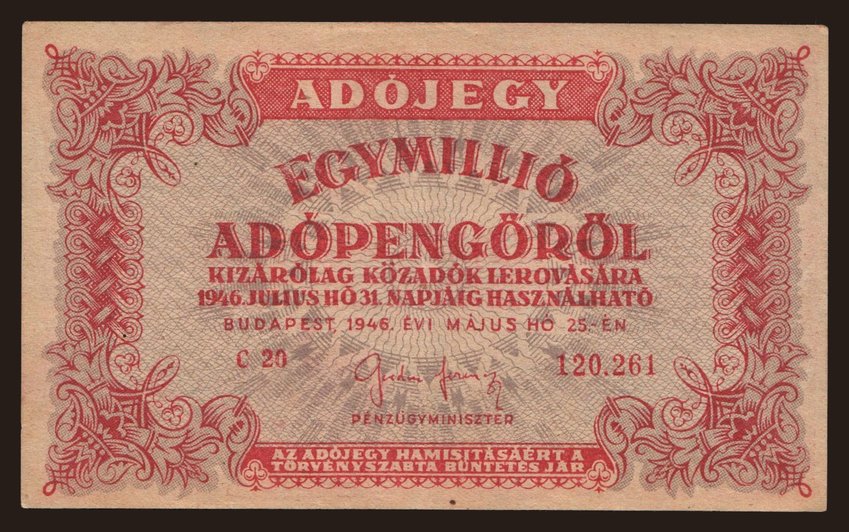 ADÓJEGY
EGYMILLIÓ
ADÓPENGŐRŐL
KIZÁRÓLAG KÖZADÓK LEROVÁSÁRA
1946. JULIUS HÓ 31. NAPJÁIG HASZNÁLHATÓ
BUDAPEST, 1946. ÉVI MÁJUS HÓ 25.-ÉN
C 20 120.261
PÉNZÜGYMINISZTER
AZ ADÓJEGY HAMISITÁSÁÉRT A
TÖRVÉNYSZABTA BÜNTETÉS JÁR